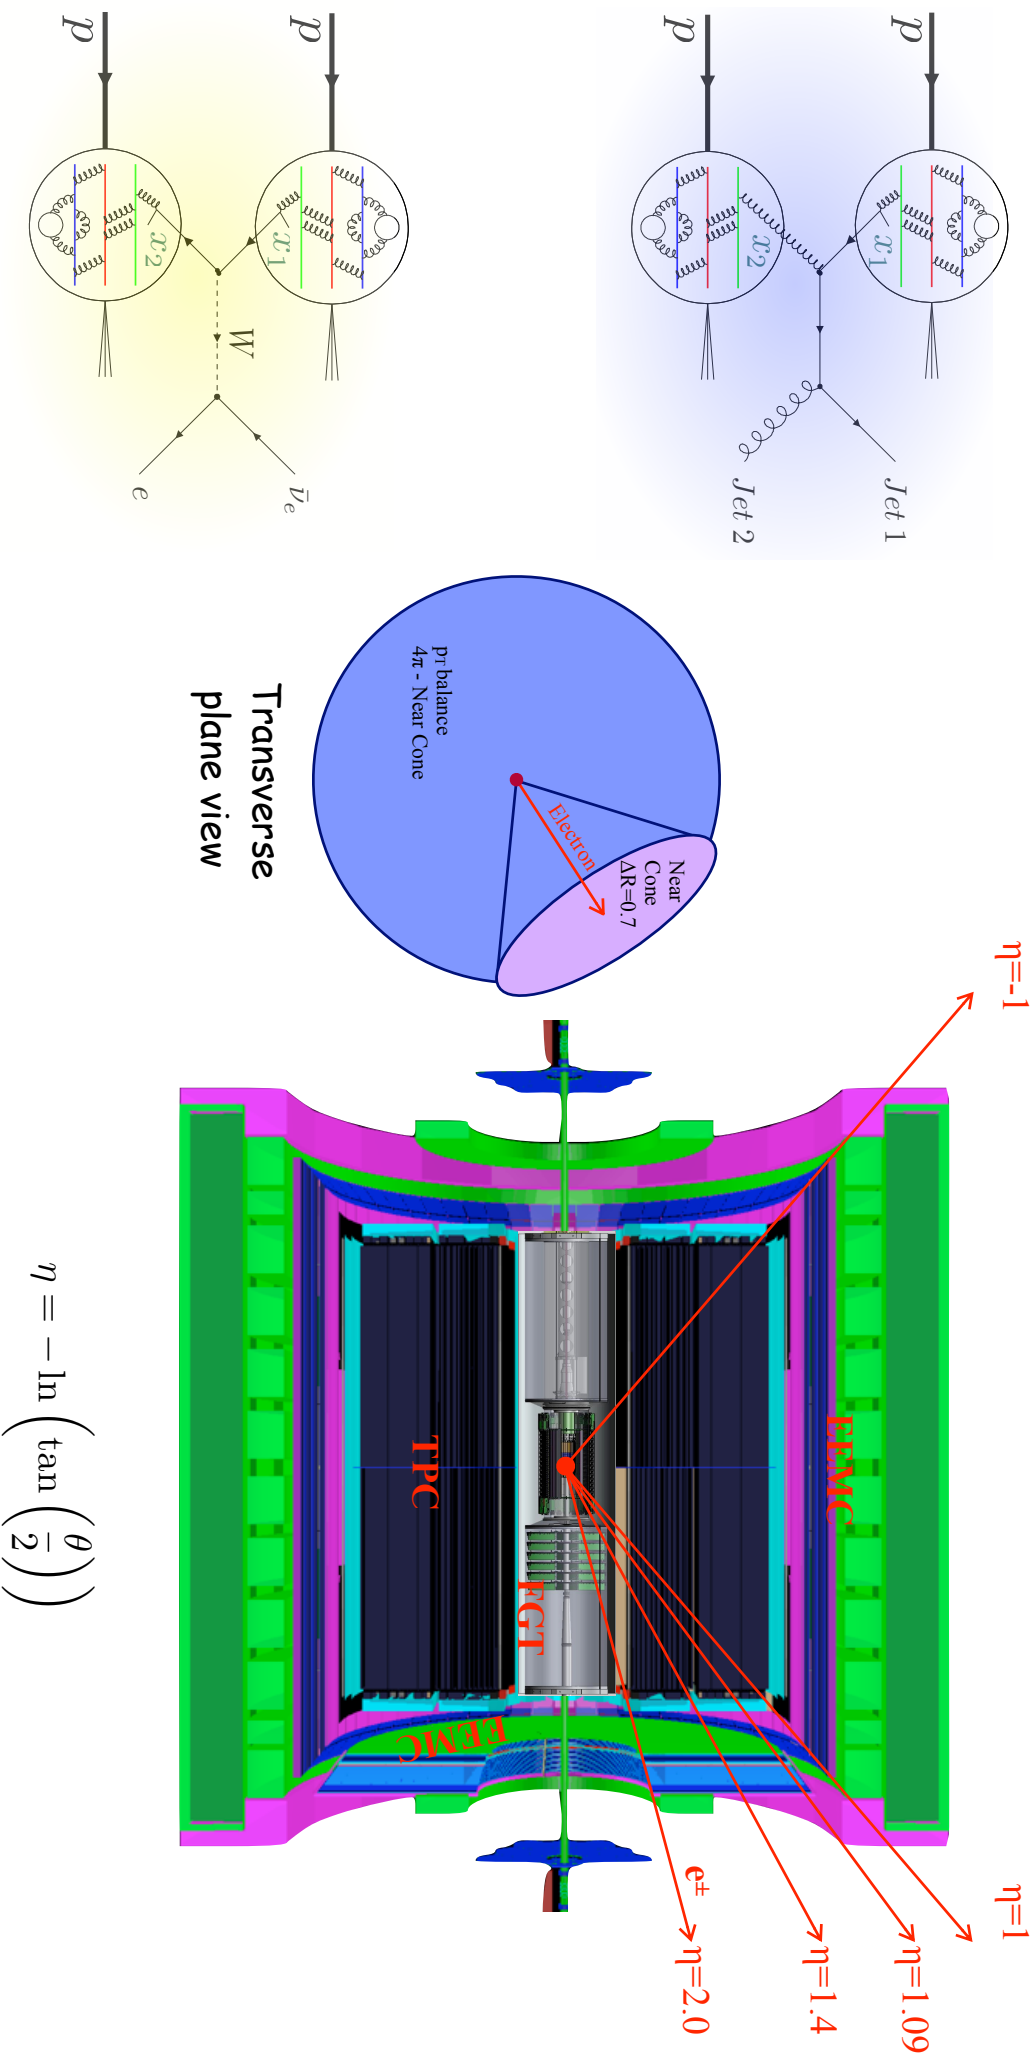 p
x₁
Jet 1
p
x₂
Jet 2
p
x₁
ν̄ₑ
W
p
x₂
e
Near
Cone
ΔR=0.7
Electron
pT balance
4π - Near Cone
Transverse
plane view
η=-1
η=1
η=1.09
η=1.4
e±
η=2.0
EEMC
FGT
TPC
EEMC
η = − ln ( tan ( θ/2 ) )